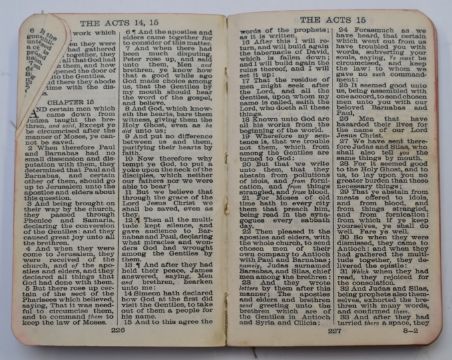 THE ACTS 14, 15
work which
they were
had gathered
all that God had
them, and how
opened the door of
to the Gentiles.
there they abode
time with the dis-
CHAPTER 15
AND certain men which
came down from
taught the breth-
ren, Except ye
be circumcised after the
manner of Moses, ye can-
not be saved.
2 When therefore Paul
and Barnabas had no
small dissension and dis-
putation with them, they
determined that Paul and
Barnabas, and certain
other of them, should go
up to Jerusalem unto the
apostles and elders about
this question.
3 And being brought on
their way by the church,
they passed through
Phenice and Samaria,
declaring the conversion
of the Gentiles: and they
caused great joy unto all
the brethren.
4 And when they were
come to Jerusalem, they
were received of the
church, and of the apos-
tles and elders, and they
declared all things that
God had done with them.
5 But there rose up cer-
tain of the sect of the
Pharisees which believed,
saying, That it was need-
ful to circumcise them,
and to command them to
keep the law of Moses.
6 ¶ And the apostles and
elders came together for
to consider of this matter.
7 And when there had
been much disputing,
Peter rose up, and said
unto them, Men and
brethren, ye know how
that a good while ago
God made choice among
us, that the Gentiles by
my mouth should hear
the word of the gospel,
and believe.
8 And God, which know-
eth the hearts, bare them
witness, giving them the
Holy Ghost, even as he
did unto us;
9 And put no difference
between us and them,
purifying their hearts by
faith.
10 Now therefore why
tempt ye God, to put a
yoke upon the neck of the
disciples, which neither
our fathers nor we were
able to bear?
11 But we believe that
through the grace of the
Lord Jesus Christ we
shall be saved, even as
they.
12 ¶ Then all the multi-
tude kept silence, and
gave audience to Bar-
nabas and Paul, declaring
what miracles and won-
ders God had wrought
among the Gentiles by
them.
13 ¶ And after they had
held their peace, James
answered, saying, Men
and brethren, hearken
unto me:
14 Simeon hath declared
how God at the first did
visit the Gentiles, to take
out of them a people for
his name.
15 And to this agree the
226
THE ACTS 15
words of the prophets;
as it is written,
16 After this I will re-
turn, and will build again
the tabernacle of David,
which is fallen down;
and I will build again the
ruins thereof, and I will
set it up:
17 That the residue of
men might seek after
the Lord, and all the
Gentiles, upon whom my
name is called, saith the
Lord, who doeth all these
things.
18 Known unto God are
all his works from the
beginning of the world.
19 Wherefore my sen-
tence is, that we trouble
not them, which from
among the Gentiles are
turned to God:
20 But that we write
unto them, that they
abstain from pollutions
of idols, and from forni-
cation, and from things
strangled, and from blood.
21 For Moses of old
time hath in every city
them that preach him,
being read in the syna-
gogues every sabbath
day.
22 Then pleased it the
apostles and elders, with
the whole church, to send
chosen men of their
own company to Antioch
with Paul and Barnabas;
namely, Judas surnamed
Barsabas, and Silas, chief
men among the brethren:
23 And they wrote
letters by them after this
manner; The apostles
and elders and brethren
send greeting unto the
brethren which are of
the Gentiles in Antioch
and Syria and Cilicia:
24 Forasmuch as we
have heard, that certain
which went out from us
have troubled you with
words, subverting your
souls, saying, Ye must be
circumcised, and keep
the law: to whom we
gave no such command-
ment:
25 It seemed good unto
us, being assembled with
one accord, to send chosen
men unto you with our
beloved Barnabas and
Paul,
26 Men that have
hazarded their lives for
the name of our Lord
Jesus Christ.
27 We have sent there-
fore Judas and Silas, who
shall also tell you the
same things by mouth.
28 For it seemed good to
the Holy Ghost, and to
us, to lay upon you no
greater burden than these
necessary things;
29 That ye abstain from
meats offered to idols,
and from blood, and
from things strangled,
and from fornication:
from which if ye keep
yourselves, ye shall do
well. Fare ye well.
30 So when they were
dismissed, they came to
Antioch: and when they
had gathered the multi-
tude together, they de-
livered the epistle:
31 Which when they had
read, they rejoiced for
the consolation.
32 And Judas and Silas,
being prophets also them-
selves, exhorted the bre-
thren with many words,
and confirmed them.
33 And after they had
tarried there a space, they
227
8—2